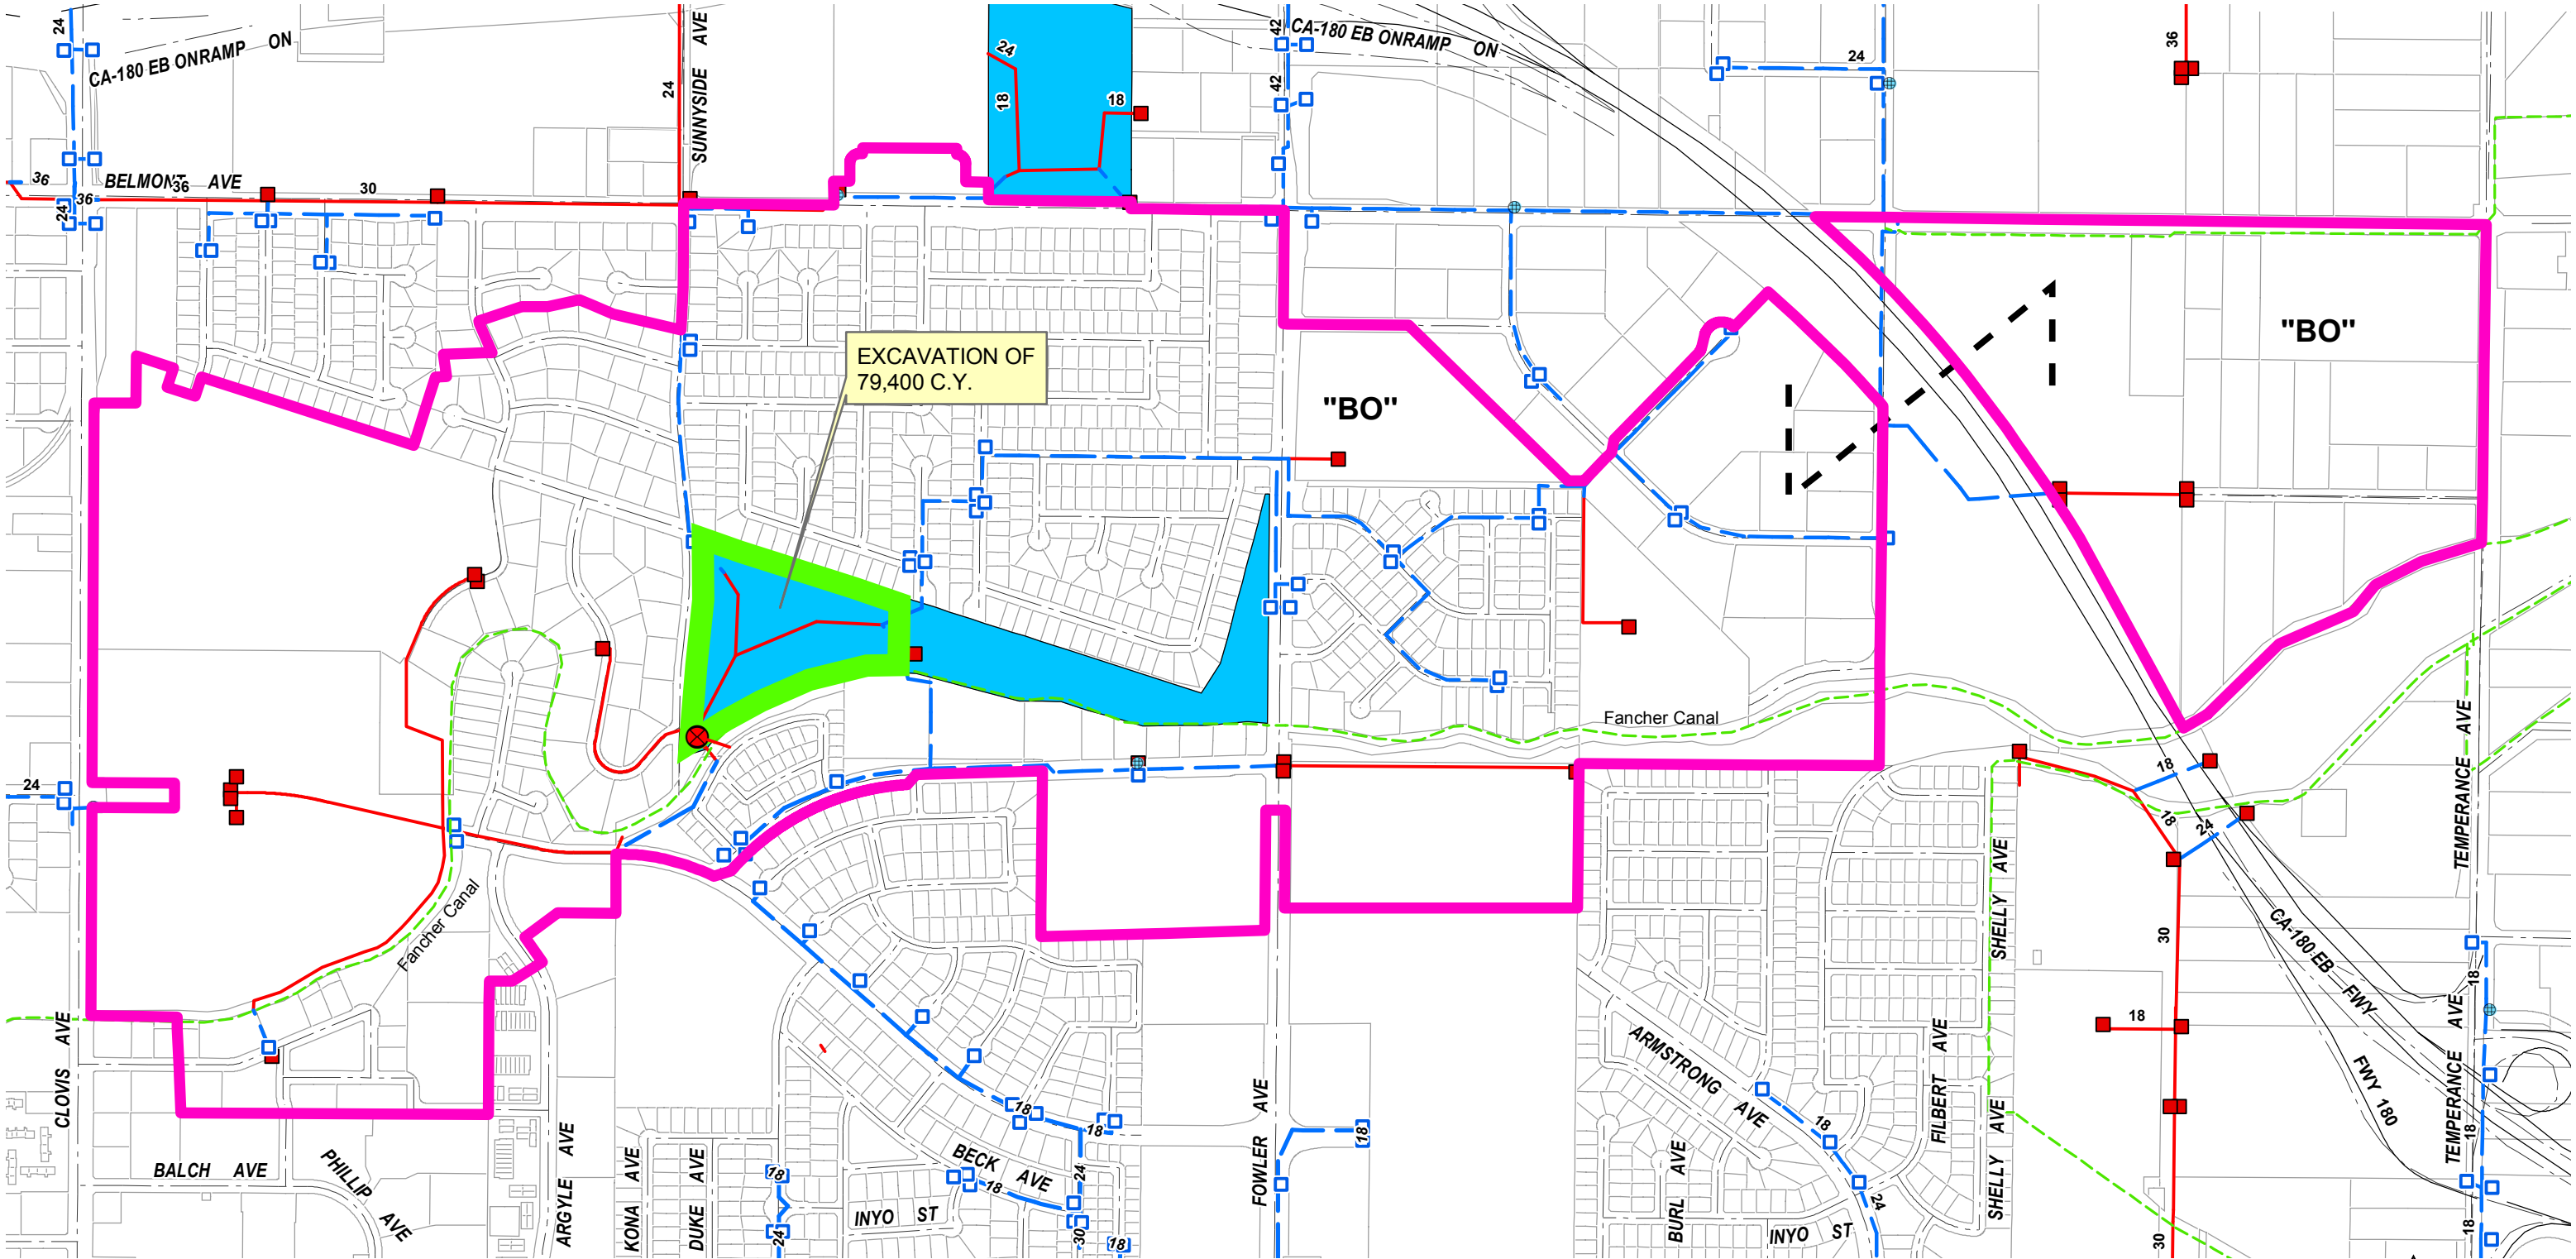 24
CA-180 EB ONRAMP ON
SUNNYSIDE AVE
24
24
18
18
42
42
CA-180 EB ONRAMP ON
24
36
36
BELMONT AVE
36
30
36
24
EXCAVATION OF
79,400 C.Y.
"BO"
"BO"
Fancher Canal
24
Fancher Canal
18
18
24
TEMPERANCE AVE
SHELLY AVE
30
CA-180 EB
FWY
FWY 180
18
18
TEMPERANCE AVE
18
18
CLOVIS AVE
BALCH AVE
PHILLIP AVE
ARGYLE AVE
KONA AVE
DUKE AVE
18
24
INYO ST
BECK AVE
18
18
18
24
30
18
FOWLER AVE
18
ARMSTRONG AVE
18
24
BURL AVE
FILBERT AVE
SHELLY AVE
INYO ST
30